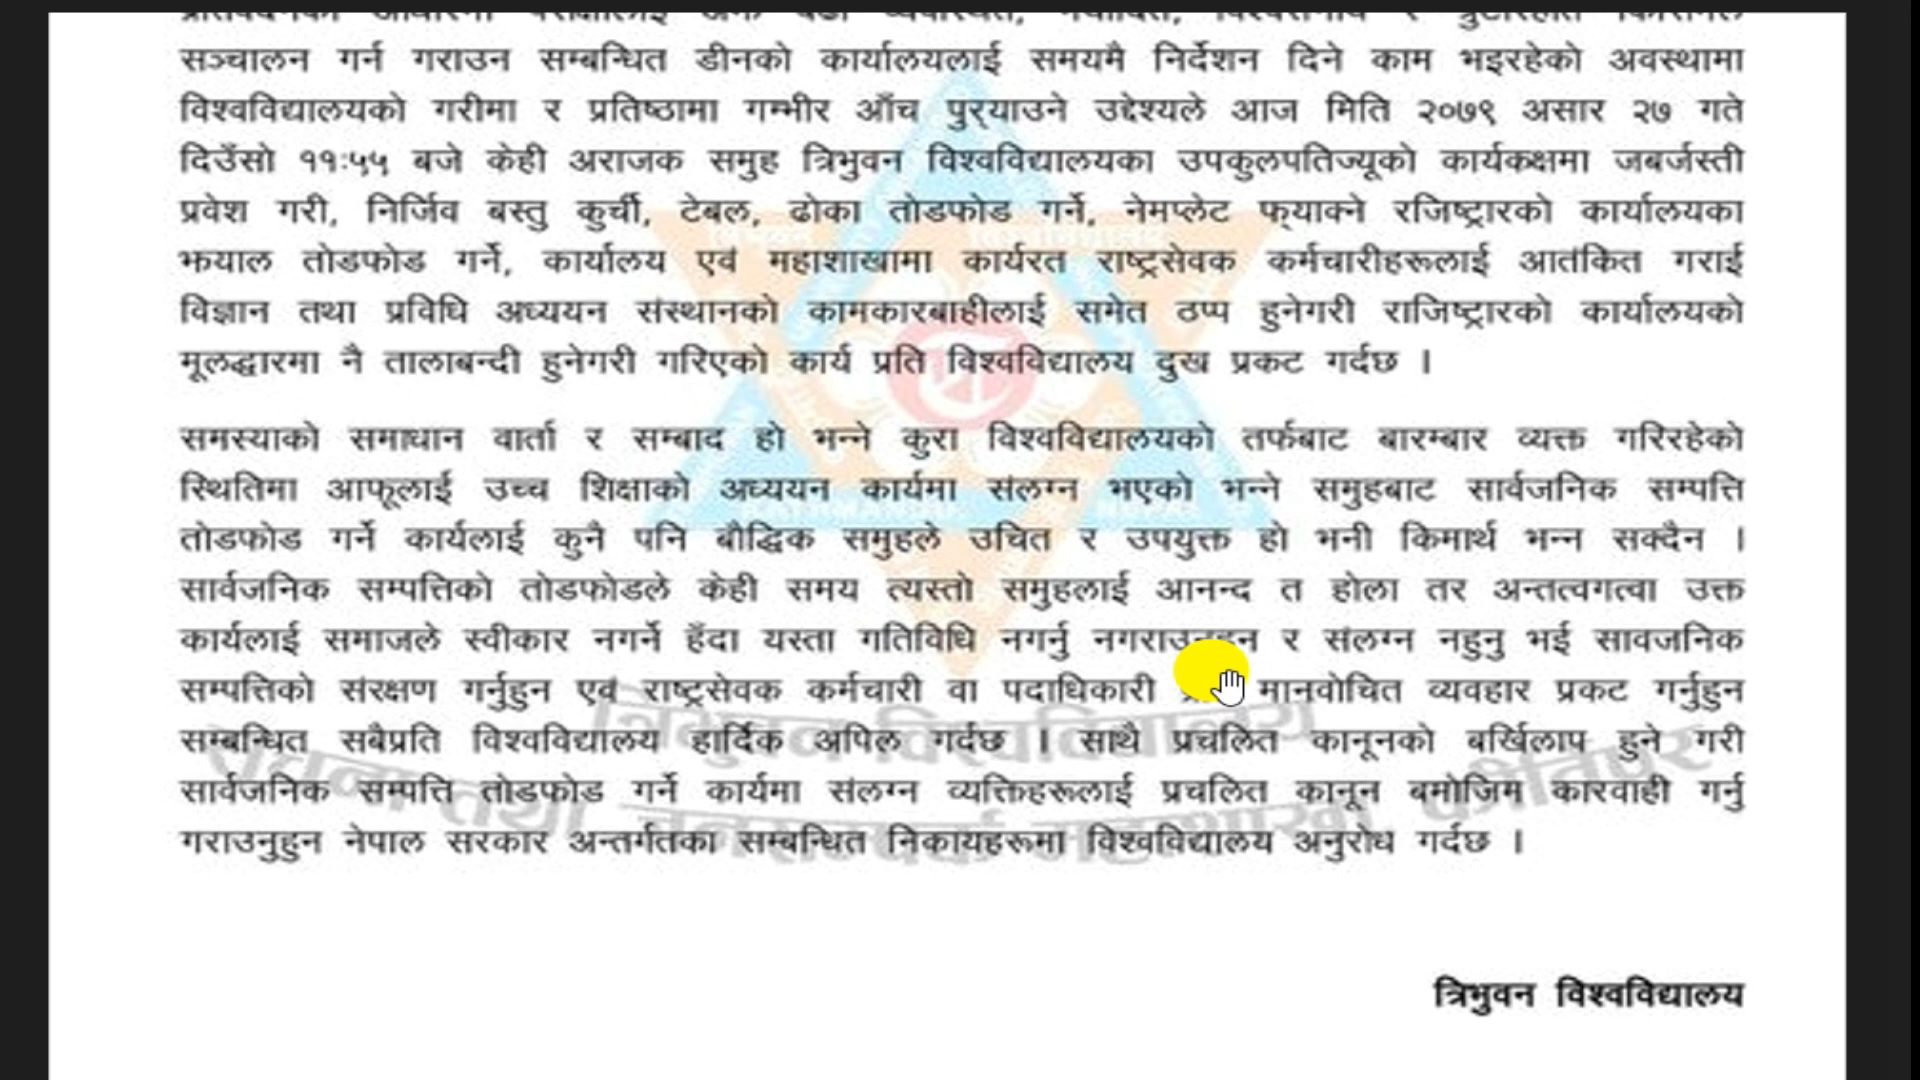 सञ्चालन गर्न गराउन सम्बन्धित डीनको कार्यालयलाई समयमै निर्देशन दिने काम भइरहेको अवस्थामा
विश्वविद्यालयको गरीमा र प्रतिष्ठामा गम्भीर आँच पुर्‍याउने उद्देश्यले आज मिति २०७९ असार २७ गते
दिउँसो ११:५५ बजे केही अराजक समुह त्रिभुवन विश्वविद्यालयका उपकुलपतिज्यूको कार्यकक्षमा जबर्जस्ती
प्रवेश गरी, निर्जिव बस्तु कुर्ची, टेबल, ढोका तोडफोड गर्ने, नेमप्लेट फ्याक्ने रजिष्ट्रारको कार्यालयका
झयाल तोडफोड गर्ने, कार्यालय एवं महाशाखामा कार्यरत राष्ट्रसेवक कर्मचारीहरूलाई आतंकित गराई
विज्ञान तथा प्रविधि अध्ययन संस्थानको कामकारबाहीलाई समेत ठप्प हुनेगरी राजिष्ट्रारको कार्यालयको
मूलद्धारमा नै तालाबन्दी हुनेगरी गरिएको कार्य प्रति विश्वविद्यालय दुख प्रकट गर्दछ ।
समस्याको समाधान वार्ता र सम्बाद हो भन्ने कुरा विश्वविद्यालयको तर्फबाट बारम्बार व्यक्त गरिरहेको
स्थितिमा आफूलाई उच्च शिक्षाको अध्ययन कार्यमा संलग्न भएको भन्ने समुहबाट सार्वजनिक सम्पत्ति
तोडफोड गर्ने कार्यलाई कुनै पनि बौद्धिक समुहले उचित र उपयुक्त हो भनी किमार्थ भन्न सक्दैन ।
सार्वजनिक सम्पत्तिको तोडफोडले केही समय त्यस्तो समुहलाई आनन्द त होला तर अन्तत्वगत्वा उक्त
कार्यलाई समाजले स्वीकार नगर्ने हँदा यस्ता गतिविधि नगर्नु र संलग्न नहुनु भई सावजनिक
सम्पत्तिको संरक्षण गर्नुहुन एवं राष्ट्रसेवक कर्मचारी वा पदाधिकारी मानवोचित व्यवहार प्रकट गर्नुहुन
सम्बन्धित सबैप्रति विश्वविद्यालय हार्दिक अपिल गर्दछ । साथै प्रचलित कानूनको बर्खिलाप हुने गरी
सार्वजनिक सम्पत्ति तोडफोड गर्ने कार्यमा संलग्न व्यक्तिहरूलाई प्रचलित कानून बमोजिम कारवाही गर्नु
गराउनुहुन नेपाल सरकार अन्तर्गतका सम्बन्धित निकायहरूमा विश्वविद्यालय अनुरोध गर्दछ ।
त्रिभुवन विश्वविद्यालय
त्रिभुवन विश्वविद्यालय